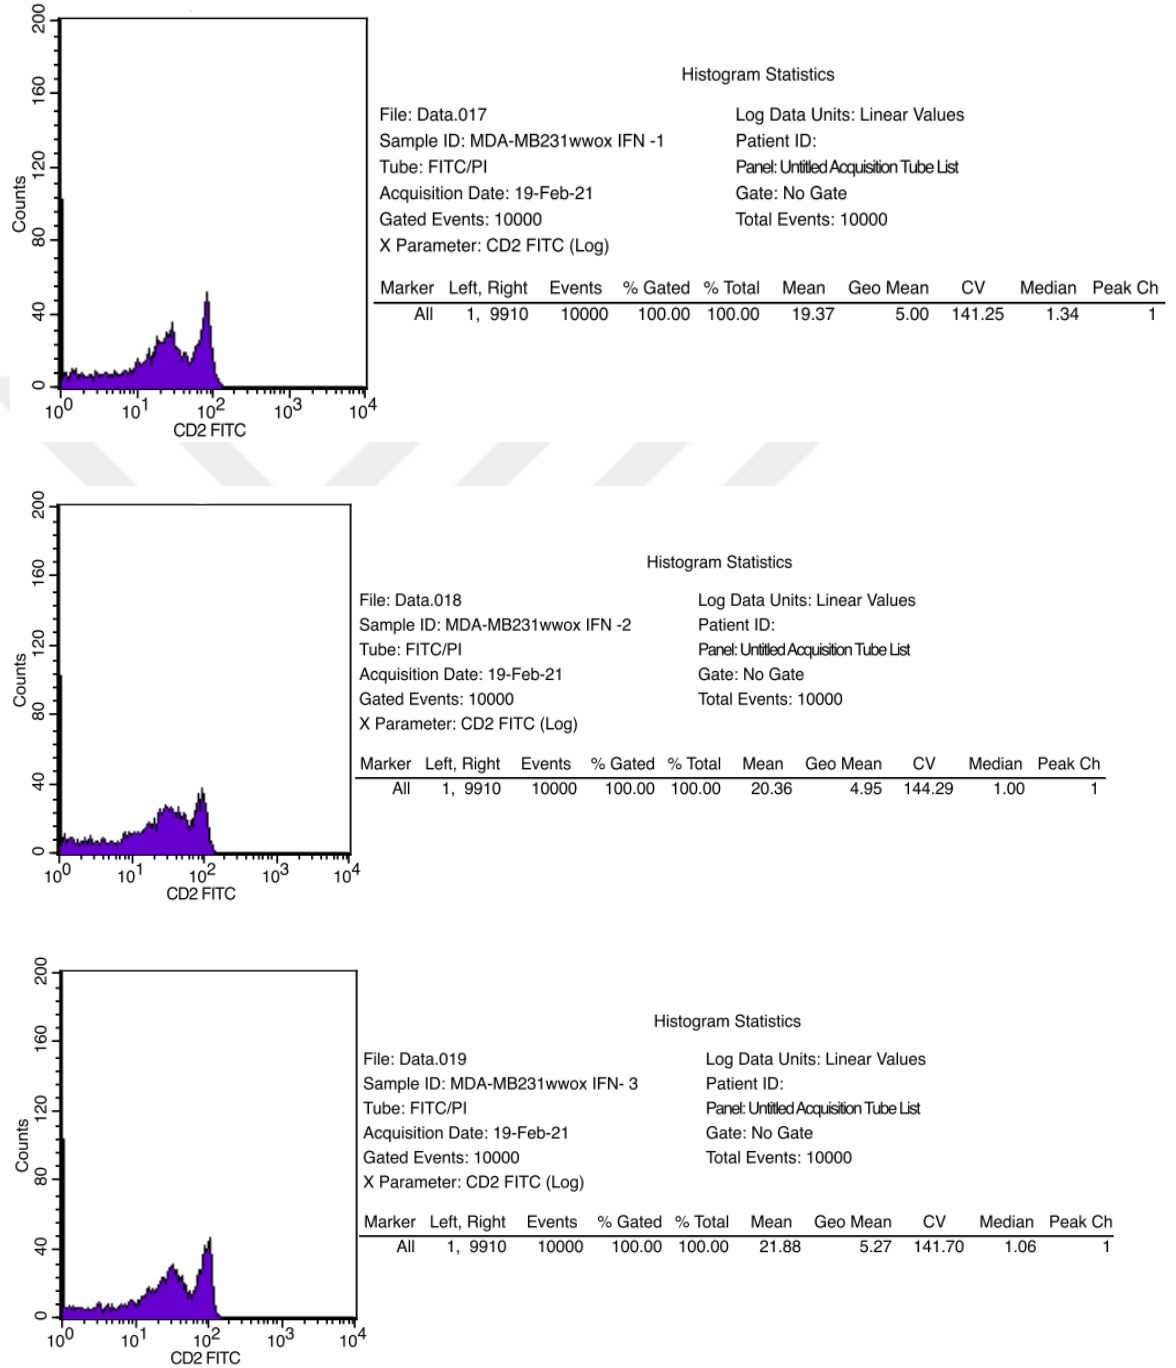 200
160
120
80
40
0
Counts
10^0 10^1 10^2 10^3 10^4
CD2 FITC
Histogram Statistics
File: Data.017 Log Data Units: Linear Values
Sample ID: MDA-MB231wwox IFN -1 Patient ID:
Tube: FITC/PI Panel: Untitled Acquisition Tube List
Acquisition Date: 19-Feb-21 Gate: No Gate
Gated Events: 10000 Total Events: 10000
X Parameter: CD2 FITC (Log)
Marker Left, Right Events % Gated % Total Mean Geo Mean CV Median Peak Ch
All 1, 9910 10000 100.00 100.00 19.37 5.00 141.25 1.34 1
200
160
120
80
40
0
Counts
10^0 10^1 10^2 10^3 10^4
CD2 FITC
Histogram Statistics
File: Data.018 Log Data Units: Linear Values
Sample ID: MDA-MB231wwox IFN -2 Patient ID:
Tube: FITC/PI Panel: Untitled Acquisition Tube List
Acquisition Date: 19-Feb-21 Gate: No Gate
Gated Events: 10000 Total Events: 10000
X Parameter: CD2 FITC (Log)
Marker Left, Right Events % Gated % Total Mean Geo Mean CV Median Peak Ch
All 1, 9910 10000 100.00 100.00 20.36 4.95 144.29 1.00 1
200
160
120
80
40
0
Counts
10^0 10^1 10^2 10^3 10^4
CD2 FITC
Histogram Statistics
File: Data.019 Log Data Units: Linear Values
Sample ID: MDA-MB231wwox IFN- 3 Patient ID:
Tube: FITC/PI Panel: Untitled Acquisition Tube List
Acquisition Date: 19-Feb-21 Gate: No Gate
Gated Events: 10000 Total Events: 10000
X Parameter: CD2 FITC (Log)
Marker Left, Right Events % Gated % Total Mean Geo Mean CV Median Peak Ch
All 1, 9910 10000 100.00 100.00 21.88 5.27 141.70 1.06 1